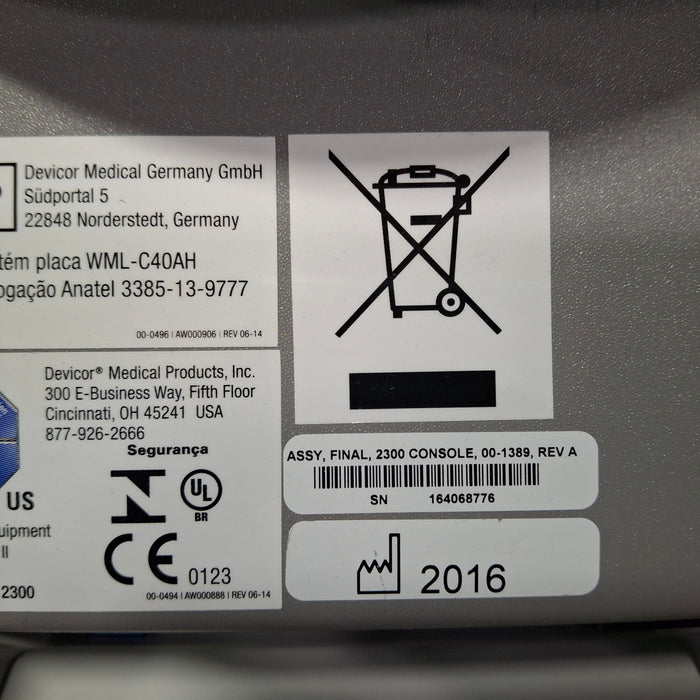 Devicor Medical Germany GmbH
Südportal 5
22848 Norderstedt, Germany
tém placa WML-C40AH
ogação Anatel 3385-13-9777
00-0496 | AW000906 | REV 06-14
Devicor® Medical Products, Inc.
300 E-Business Way, Fifth Floor
Cincinnati, OH 45241 USA
877-926-2666
Segurança
UL
BR
US
uipment
II
CE 0123
2300
00-0494 | AW000888 | REV 06-14
ASSY, FINAL, 2300 CONSOLE, 00-1389, REV A
SN 164068776
2016